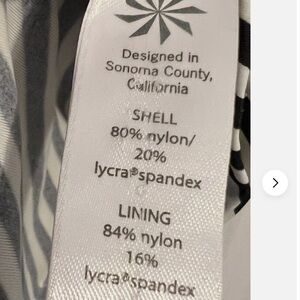 Designed in
Sonoma County,
California
SHELL
80% nylon/
20%
lycra®spandex
LINING
84% nylon
16%
lycra®spandex